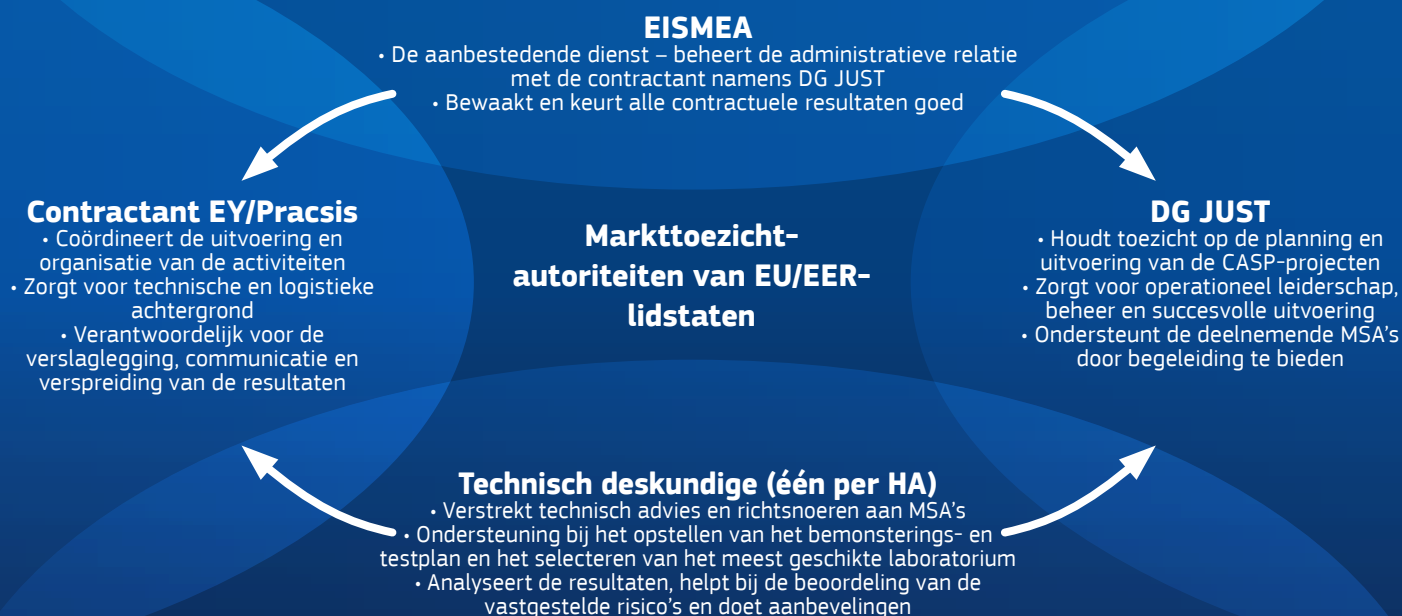 EISMEA
• De aanbestedende dienst – beheert de administratieve relatie
met de contractant namens DG JUST
• Bewaakt en keurt alle contractuele resultaten goed
Contractant EY/Pracsis
• Coördineert de uitvoering en
organisatie van de activiteiten
• Zorgt voor technische en logistieke
achtergrond
• Verantwoordelijk voor de
verslaglegging, communicatie en
verspreiding van de resultaten
Markttoezicht-
autoriteiten van EU/EER-
lidstaten
DG JUST
• Houdt toezicht op de planning en
uitvoering van de CASP-projecten
• Zorgt voor operationeel leiderschap,
beheer en succesvolle uitvoering
• Ondersteunt de deelnemende MSA's
door begeleiding te bieden
Technisch deskundige (één per HA)
• Verstrekt technisch advies en richtsnoeren aan MSA's
• Ondersteuning bij het opstellen van het bemonsterings- en
testplan en het selecteren van het meest geschikte laboratorium
• Analyseert de resultaten, helpt bij de beoordeling van de
vastgestelde risico's en doet aanbevelingen